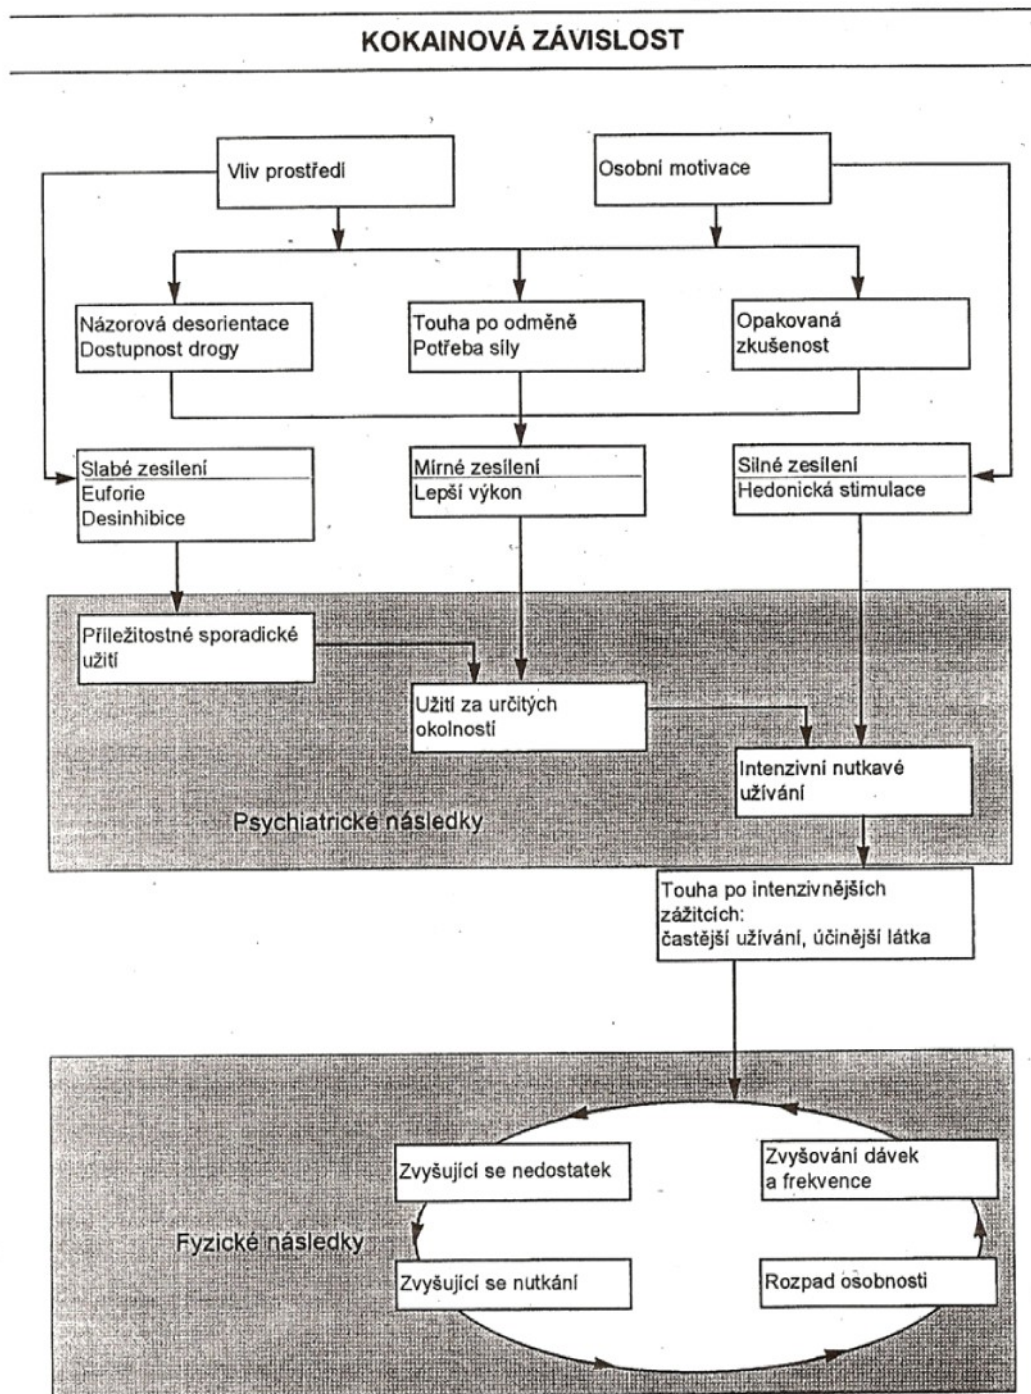 KOKAINOVÁ ZÁVISLOST
Vliv prostředí
Osobní motivace
Názorová desorientace
Dostupnost drogy
Touha po odměně
Potřeba síly
Opakovaná
zkušenost
Slabé zesílení
Euforie
Desinhibice
Mírné zesílení
Lepší výkon
Silné zesílení
Hedonická stimulace
Příležitostné sporadické
užití
Užití za určitých
okolností
Intenzivní nutkavé
užívání
Psychiatrické následky
Touha po intenzivnějších
zážitcích:
častější užívání, účinější látka
Zvyšující se nedostatek
Zvyšování dávek
a frekvence
Fyzické následky
Zvyšující se nutkání
Rozpad osobnosti